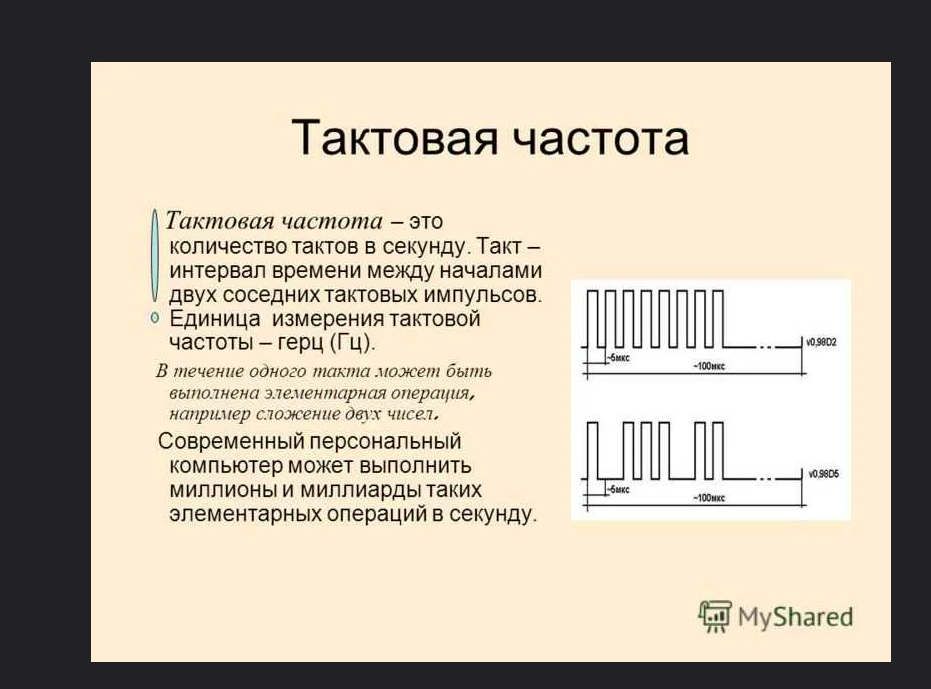 Тактовая частота
Тактовая частота – это
количество тактов в секунду. Такт –
интервал времени между началами
двух соседних тактовых импульсов.
Единица измерения тактовой
частоты – герц (Гц).
В течение одного такта может быть
выполнена элементарная операция,
например сложение двух чисел.
Современный персональный
компьютер может выполнить
миллионы и миллиарды таких
элементарных операций в секунду.
v0,98D2
~5мкс
~100мкс
v0,98D5
~5мкс
~100мкс
MyShared